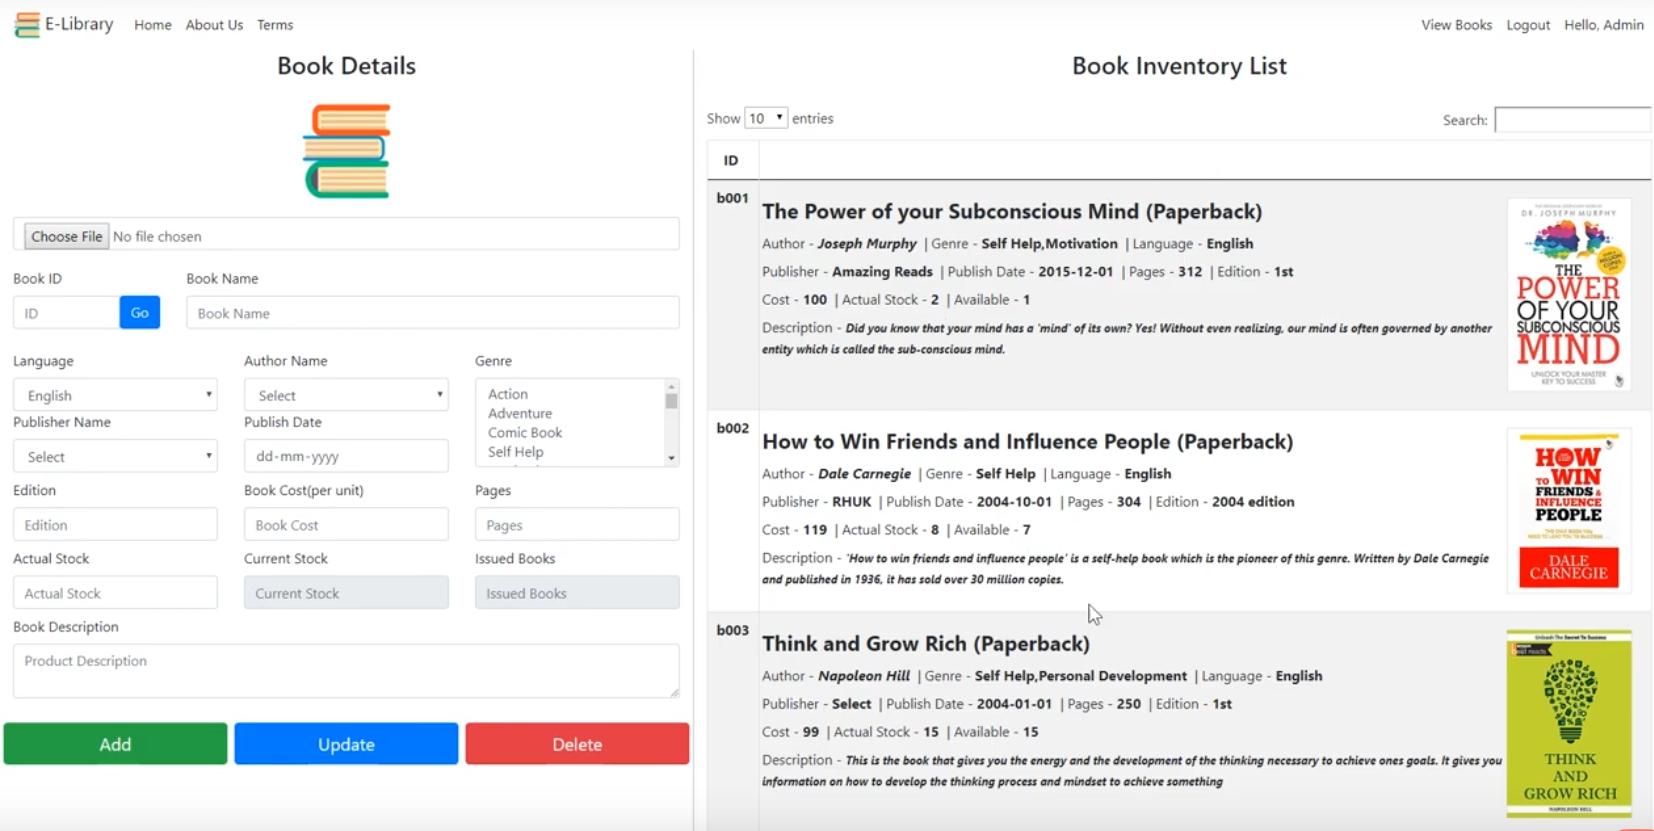 E-Library Home About Us Terms
View Books Logout Hello, Admin
Book Details
Choose File No file chosen
Book ID Book Name
ID Go Book Name
Language Author Name Genre
English Select
Action
Adventure
Comic Book
Self Help
Publisher Name Publish Date
Select dd-mm-yyyy
Edition Book Cost(per unit) Pages
Edition Book Cost Pages
Actual Stock Current Stock Issued Books
Actual Stock Current Stock Issued Books
Book Description
Product Description
Add Update Delete
Book Inventory List
Show 10 entries Search:
ID
b001
The Power of your Subconscious Mind (Paperback)
Author - Joseph Murphy | Genre - Self Help,Motivation | Language - English
Publisher - Amazing Reads | Publish Date - 2015-12-01 | Pages - 312 | Edition - 1st
Cost - 100 | Actual Stock - 2 | Available - 1
Description - Did you know that your mind has a 'mind' of its own? Yes! Without even realizing, our mind is often governed by another
entity which is called the sub-conscious mind.
DR. JOSEPH MURPHY
THE
POWER
OF YOUR
SUBCONSCIOUS
MIND
UNLOCK YOUR MASTER
KEY TO SUCCESS
b002
How to Win Friends and Influence People (Paperback)
Author - Dale Carnegie | Genre - Self Help | Language - English
Publisher - RHUK | Publish Date - 2004-10-01 | Pages - 304 | Edition - 2004 edition
Cost - 119 | Actual Stock - 8 | Available - 7
Description - 'How to win friends and influence people' is a self-help book which is the pioneer of this genre. Written by Dale Carnegie
and published in 1936, it has sold over 30 million copies.
HOW
TO WIN
FRIENDS &
INFLUENCE
PEOPLE
DALE
CARNEGIE
b003
Think and Grow Rich (Paperback)
Author - Napoleon Hill | Genre - Self Help,Personal Development | Language - English
Publisher - Select | Publish Date - 2004-01-01 | Pages - 250 | Edition - 1st
Cost - 99 | Actual Stock - 15 | Available - 15
Description - This is the book that gives you the energy and the development of the thinking necessary to achieve ones goals. It gives you
information on how to develop the thinking process and mindset to achieve something
Unleash The Secret To Success
THINK
AND
GROW RICH
NAPOLEON HILL